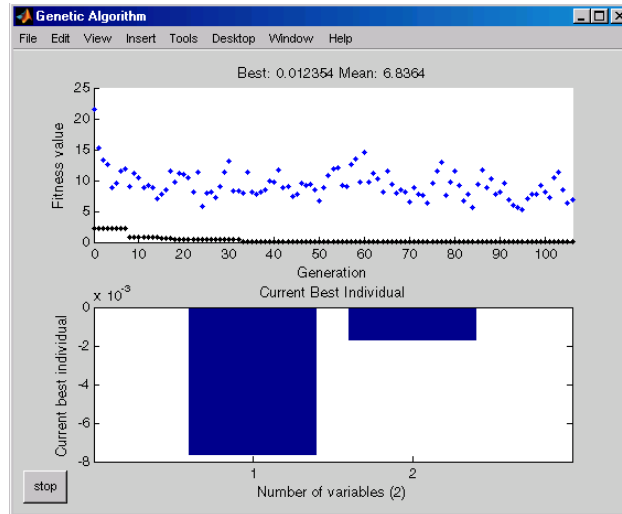 Genetic Algorithm
File Edit View Insert Tools Desktop Window Help
Best: 0.012354 Mean: 6.8364
Fitness value
25
20
15
10
5
0
0 10 20 30 40 50 60 70 80 90 100
Generation
x 10-3
Current Best Individual
Current best individual
0
-2
-4
-6
-8
1 2
Number of variables (2)
stop